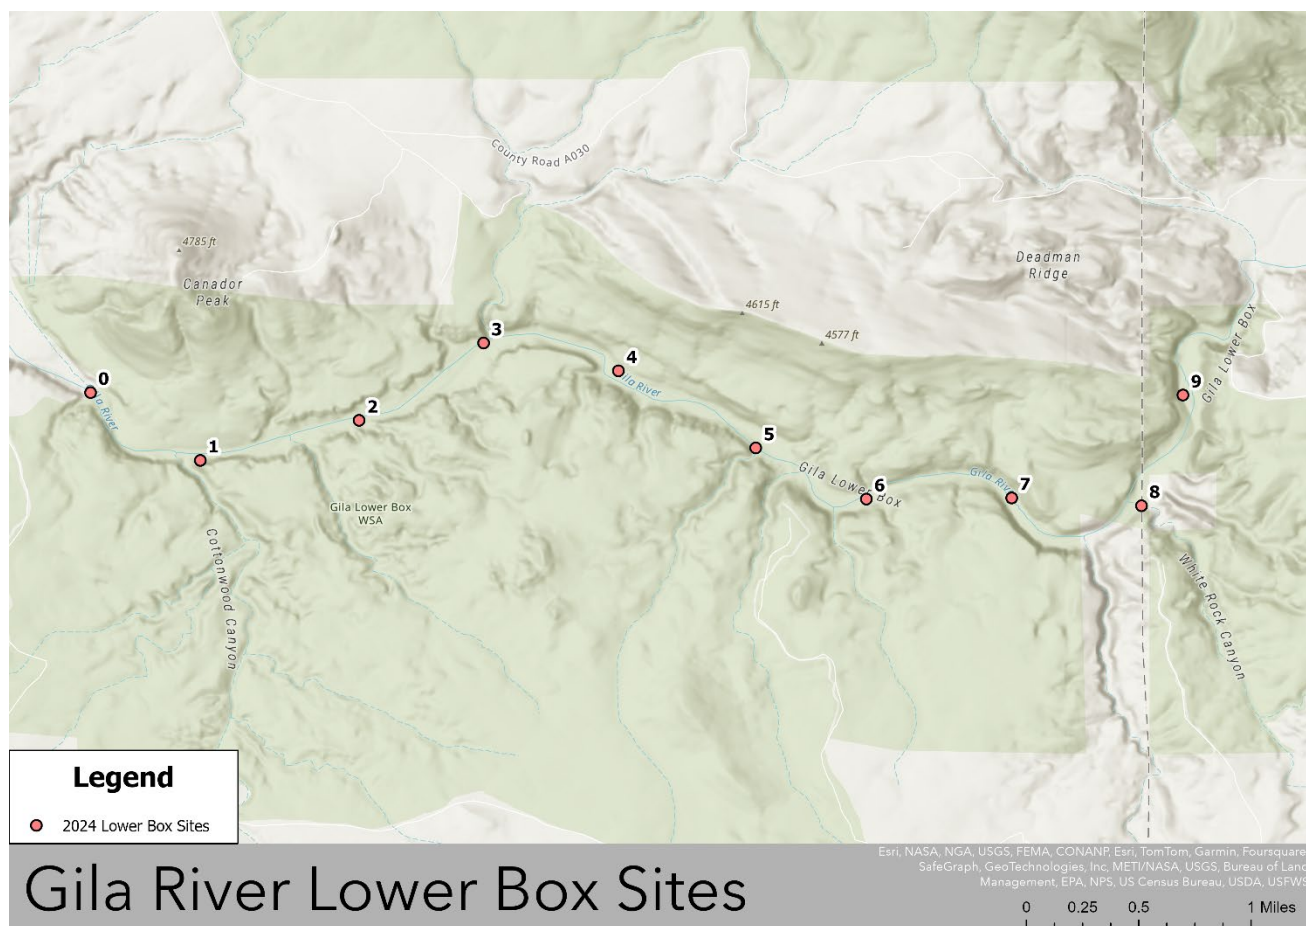 County Road A030
4785 ft
Canador
Peak
Deadman
Ridge
4615 ft
4577 ft
Gila Lower Box
3
4
Gila River
0
Gila River
2
1
9
5
Gila Lower Box
6
Gila River
7
8
Gila Lower Box
WSA
Cottonwood Canyon
White Rock Canyon
Legend
2024 Lower Box Sites
Gila River Lower Box Sites
Esri, NASA, NGA, USGS, FEMA, CONANP, Esri, TomTom, Garmin, Foursquare,
SafeGraph, GeoTechnologies, Inc, METI/NASA, USGS, Bureau of Land
Management, EPA, NPS, US Census Bureau, USDA, USFWS
0 0.25 0.5 1 Miles